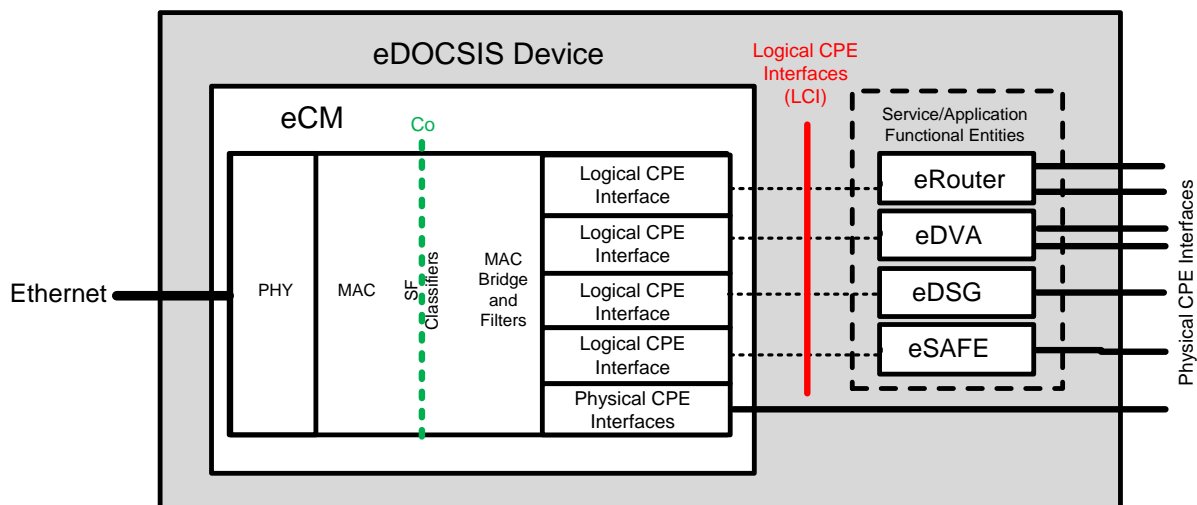 eDOCSIS Device
Logical CPE
Interfaces
(LCI)
eCM
Co
Service/Application
Functional Entities
Logical CPE
Interface
eRouter
Logical CPE
Interface
eDVA
Ethernet
PHY
MAC
SF
Classifiers
MAC
Bridge
and
Filters
Logical CPE
Interface
eDSG
Logical CPE
Interface
eSAFE
Physical CPE
Interfaces
Physical CPE Interfaces